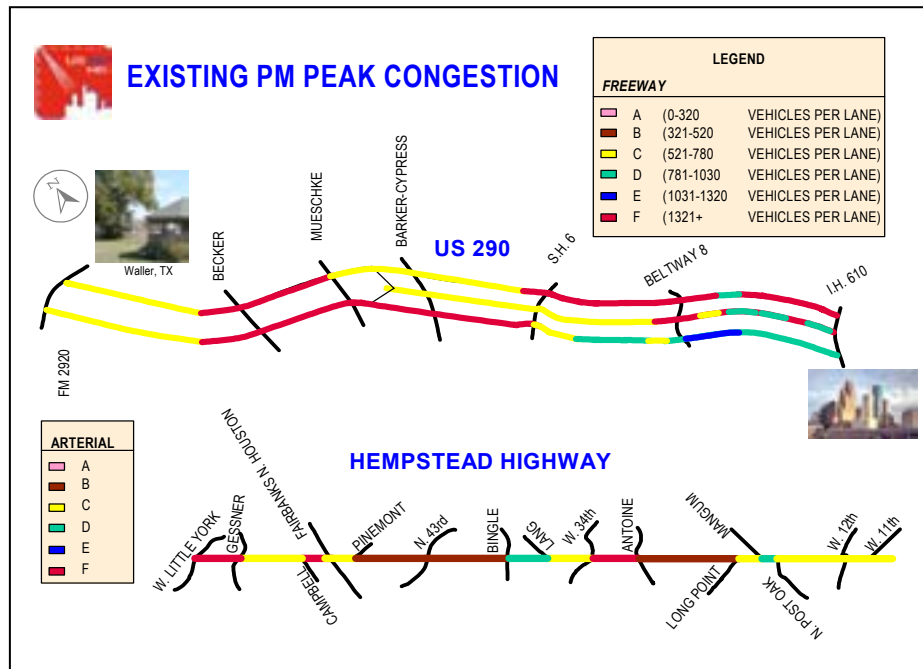 EXISTING PM PEAK CONGESTION
LEGEND
FREEWAY
A (0-320 VEHICLES PER LANE)
B (321-520 VEHICLES PER LANE)
C (521-780 VEHICLES PER LANE)
D (781-1030 VEHICLES PER LANE)
E (1031-1320 VEHICLES PER LANE)
F (1321+ VEHICLES PER LANE)
N
Waller, TX
BECKER
MUESCHKE
BARKER-CYPRESS
US 290
S.H. 6
BELTWAY 8
I.H. 610
FM 2920
ARTERIAL
A
B
C
D
E
F
HEMPSTEAD HIGHWAY
W. LITTLE YORK
GESSNER
FAIRBANKS N. HOUSTON
CAMPBELL
PINEMONT
N. 43rd
BINGLE
LANG
W. 34th
ANTOINE
MANGUM
LONG POINT
N. POST OAK
W. 12th
W. 11th